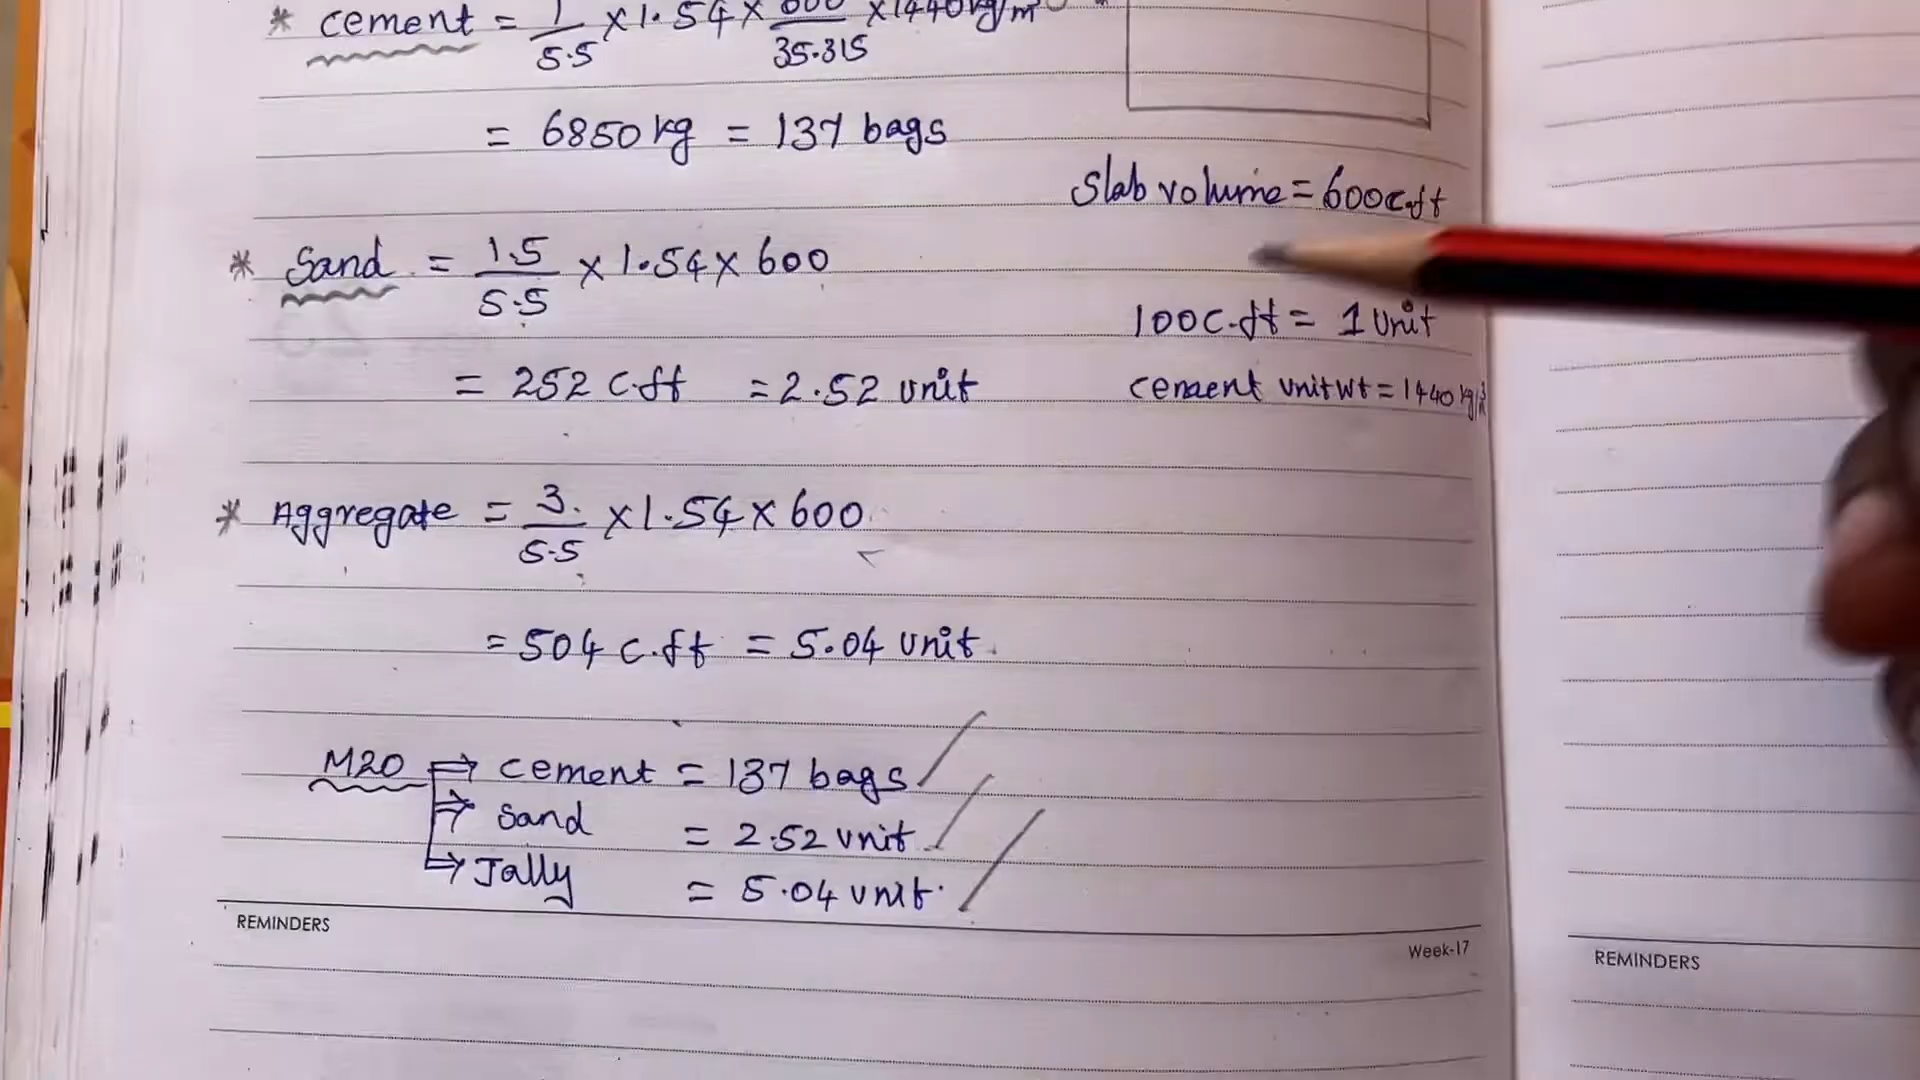 * cement = 1/5.5 × 1.54 × 600/35.315 × 1440 kg/m³
= 6850 kg = 137 bags
Slab volume = 600 c.ft
* Sand = 1.5/5.5 × 1.54 × 600
100 C.ft = 1 Unit
= 252 C.ft = 2.52 unit
cement unit wt = 1440 kg/m³
* Aggregate = 3/5.5 × 1.54 × 600
= 504 C.ft = 5.04 unit.
M20 → cement = 137 bags
→ Sand = 2.52 unit
→ Jally = 5.04 unit.
REMINDERS
Week-17
REMINDERS